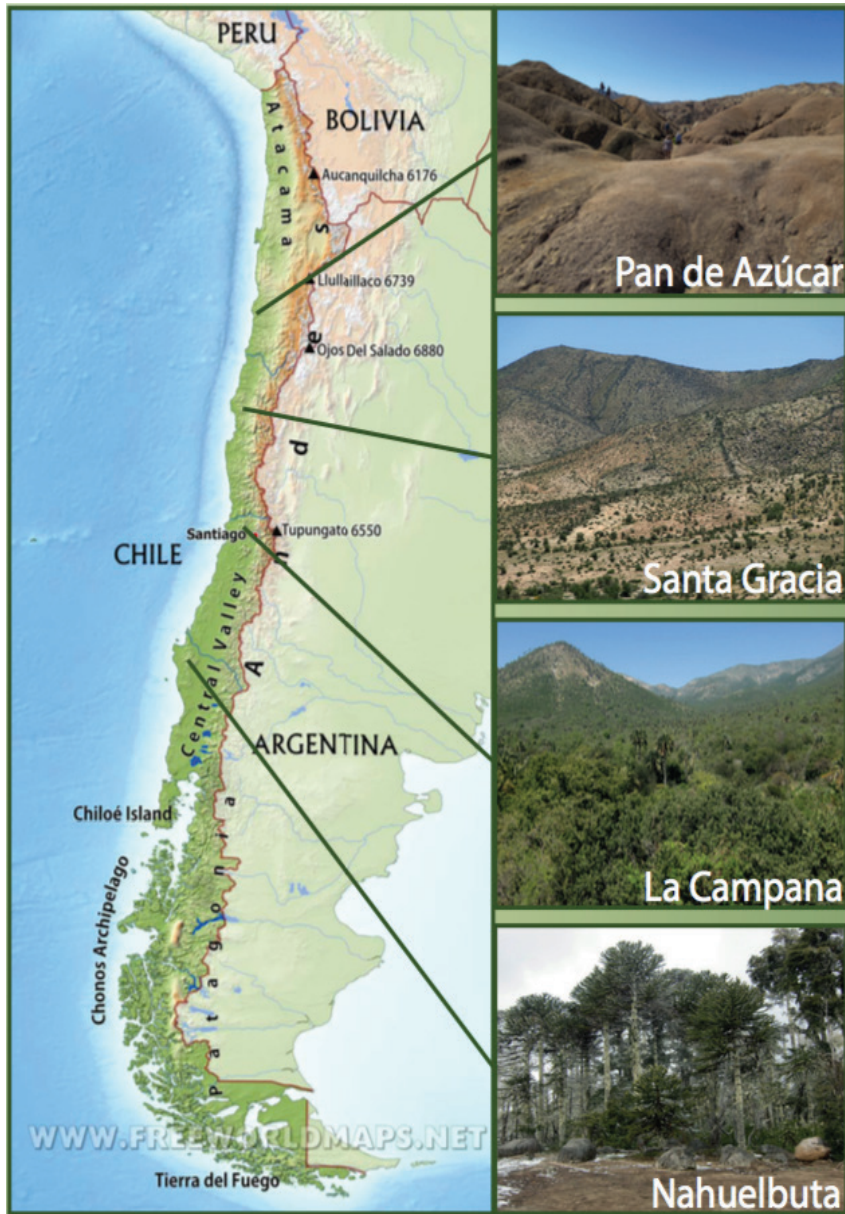 PERU
Atacama
BOLIVIA
Aucanquilcha 6176
Llullaillaco 6739
Ojos Del Salado 6880
Andes
Santiago
Tupungato 6550
CHILE
Central Valley
ARGENTINA
Chiloé Island
Chonos Archipelago
Patagonia
WWW.FREEWORLDMAPS.NET
Tierra del Fuego
Pan de Azúcar
Santa Gracia
La Campana
Nahuelbuta